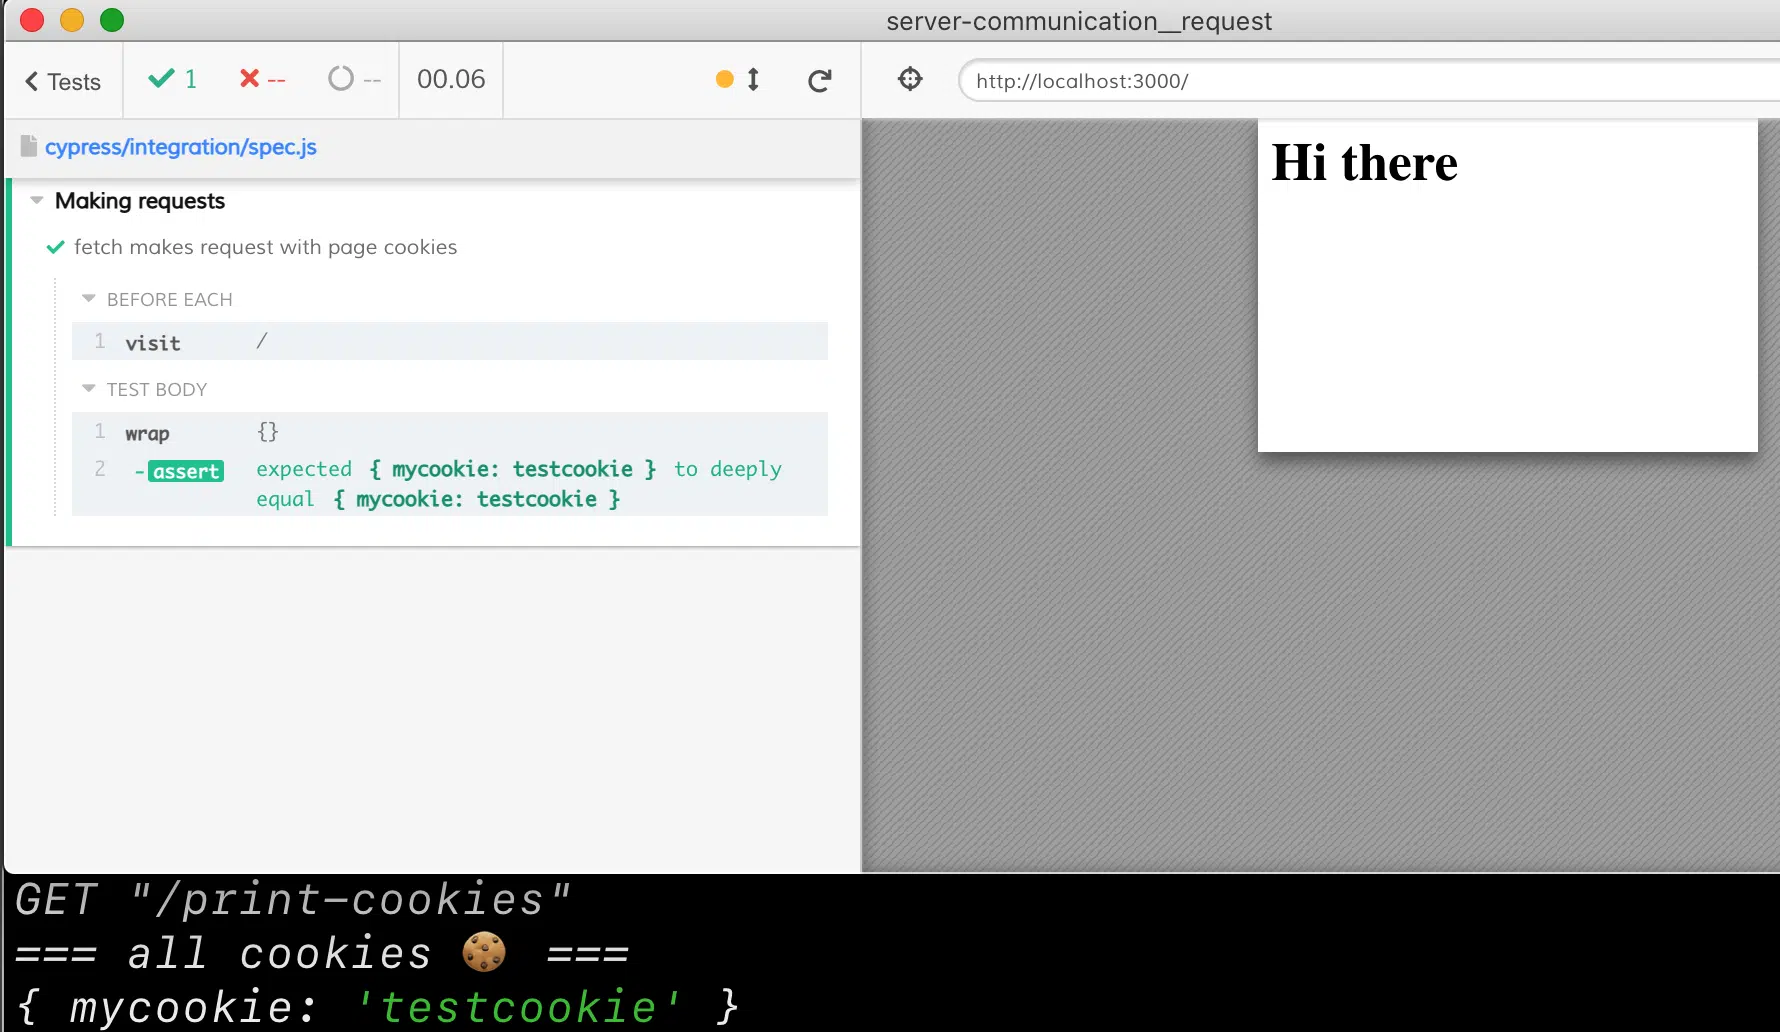 server-communication__request
Tests
1
--
--
00.06
http://localhost:3000/
cypress/integration/spec.js
Making requests
fetch makes request with page cookies
BEFORE EACH
1 visit /
TEST BODY
1 wrap {}
2 -assert expected { mycookie: testcookie } to deeply
equal { mycookie: testcookie }
Hi there
GET "/print-cookies"
=== all cookies 🍪 ===
{ mycookie: 'testcookie' }